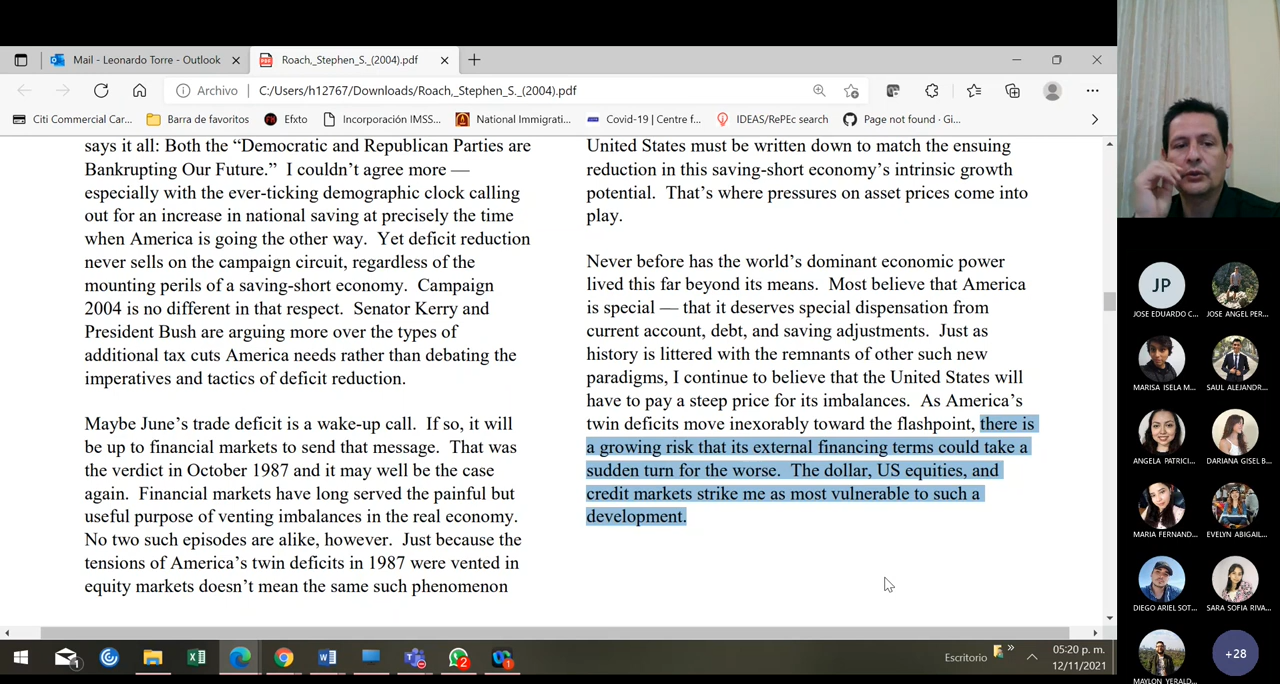 Mail - Leonardo Torre - Outlook
Roach,_Stephen_S._(2004).pdf
Archivo
C:/Users/h12767/Downloads/Roach,_Stephen_S._(2004).pdf
Citi Commercial Car...
Barra de favoritos
Efxto
Incorporación IMSS...
National Immigrati...
Covid-19 | Centre f...
IDEAS/RePEc search
Page not found · Gi...
says it all: Both the “Democratic and Republican Parties are
Bankrupting Our Future.”  I couldn’t agree more —
especially with the ever-ticking demographic clock calling
out for an increase in national saving at precisely the time
when America is going the other way.  Yet deficit reduction
never sells on the campaign circuit, regardless of the
mounting perils of a saving-short economy.  Campaign
2004 is no different in that respect.  Senator Kerry and
President Bush are arguing more over the types of
additional tax cuts America needs rather than debating the
imperatives and tactics of deficit reduction.
Maybe June’s trade deficit is a wake-up call.  If so, it will
be up to financial markets to send that message.  That was
the verdict in October 1987 and it may well be the case
again.  Financial markets have long served the painful but
useful purpose of venting imbalances in the real economy.
No two such episodes are alike, however.  Just because the
tensions of America’s twin deficits in 1987 were vented in
equity markets doesn’t mean the same such phenomenon
United States must be written down to match the ensuing
reduction in this saving-short economy’s intrinsic growth
potential.  That’s where pressures on asset prices come into
play.
Never before has the world’s dominant economic power
lived this far beyond its means.  Most believe that America
is special — that it deserves special dispensation from
current account, debt, and saving adjustments.  Just as
history is littered with the remnants of other such new
paradigms, I continue to believe that the United States will
have to pay a steep price for its imbalances.  As America’s
twin deficits move inexorably toward the flashpoint, there is
a growing risk that its external financing terms could take a
sudden turn for the worse.  The dollar, US equities, and
credit markets strike me as most vulnerable to such a
development.
JP
JOSE EDUARDO C...
JOSE ANGEL PER...
MARISA ISELA M...
SAUL ALEJANDR...
ANGELA PATRICI...
DARIANA GISEL B...
MARIA FERNAND...
EVELYN ABIGAIL...
DIEGO ARIEL SOT...
SARA SOFIA RIVA...
MAYLON YERALD...
+28
Escritorio
05:20 p. m.
12/11/2021